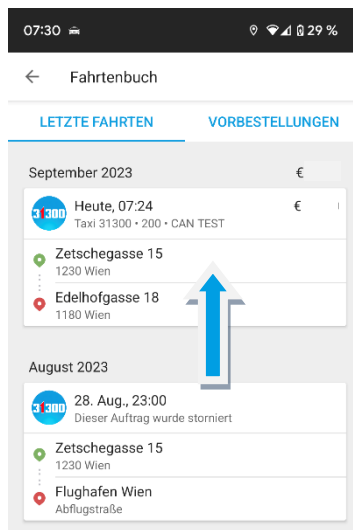 07:30 29 %
Fahrtenbuch
LETZTE FAHRTEN VORBESTELLUNGEN
September 2023 €
31300 Heute, 07:24 €
Taxi 31300 • 200 • CAN TEST
Zetschegasse 15
1230 Wien
Edelhofgasse 18
1180 Wien
August 2023
31300 28. Aug., 23:00
Dieser Auftrag wurde storniert
Zetschegasse 15
1230 Wien
Flughafen Wien
Abflugstraße